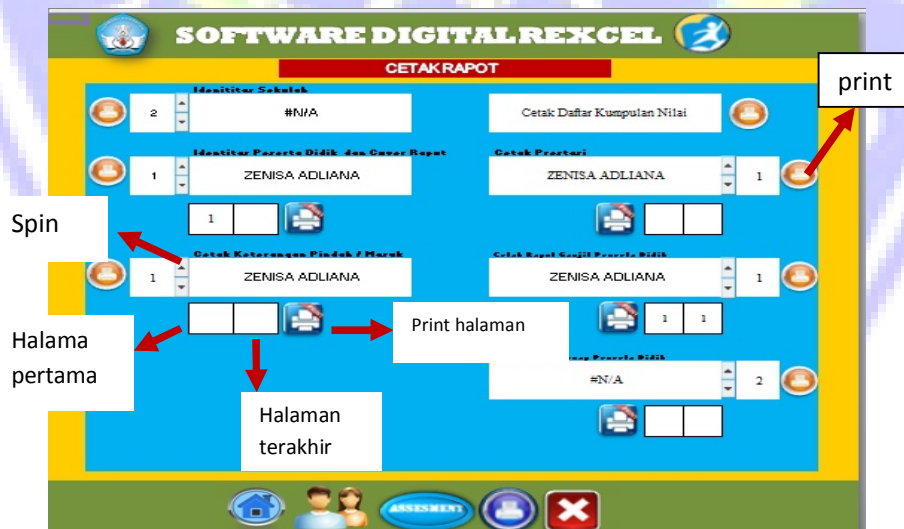 SOFTWARE DIGITAL REXCEL
CETAK RAPOT
print
Identitas Sekolah
2
#N/A
Cetak Daftar Kumpulan Nilai
Identitas Peserta Didik dan Cover Rapot
1
ZENISA ADLIANA
Cetak Prestasi
ZENISA ADLIANA
1
1
Spin
Cetak Keterangan Pindah / Masuk
1
ZENISA ADLIANA
Cetak Rapot Ganjil Peserta Didik
ZENISA ADLIANA
1
1
1
Print halaman
Halama
pertama
Peserta Didik
#N/A
2
Halaman
terakhir
ASSESMENT